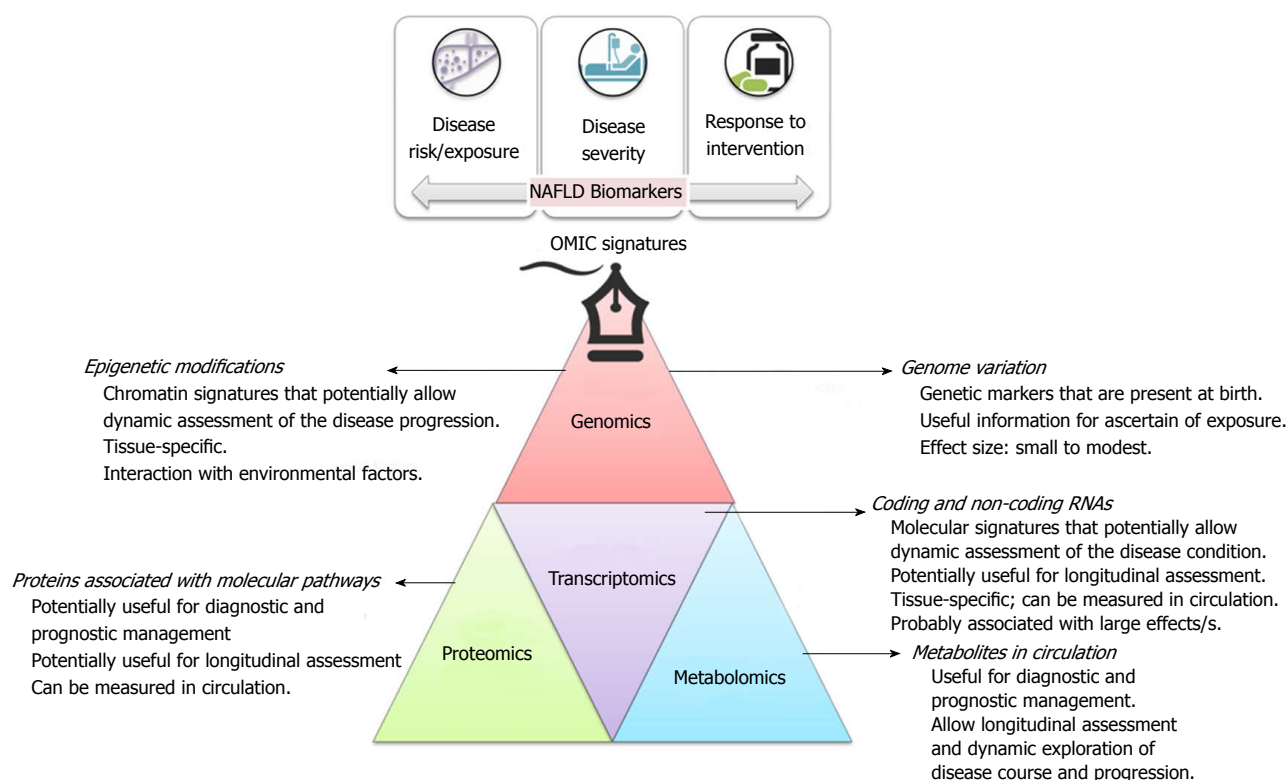 Disease
risk/exposure
Disease
severity
Response to
intervention
NAFLD Biomarkers
OMIC signatures
Epigenetic modifications
Chromatin signatures that potentially allow
dynamic assessment of the disease progression.
Tissue-specific.
Interaction with environmental factors.
Genomics
Genome variation
Genetic markers that are present at birth.
Useful information for ascertain of exposure.
Effect size: small to modest.
Coding and non-coding RNAs
Molecular signatures that potentially allow
dynamic assessment of the disease condition.
Potentially useful for longitudinal assessment.
Tissue-specific; can be measured in circulation.
Probably associated with large effects/s.
Transcriptomics
Proteins associated with molecular pathways
Potentially useful for diagnostic and
prognostic management
Potentially useful for longitudinal assessment
Can be measured in circulation.
Proteomics
Metabolomics
Metabolites in circulation
Useful for diagnostic and
prognostic management.
Allow longitudinal assessment
and dynamic exploration of
disease course and progression.